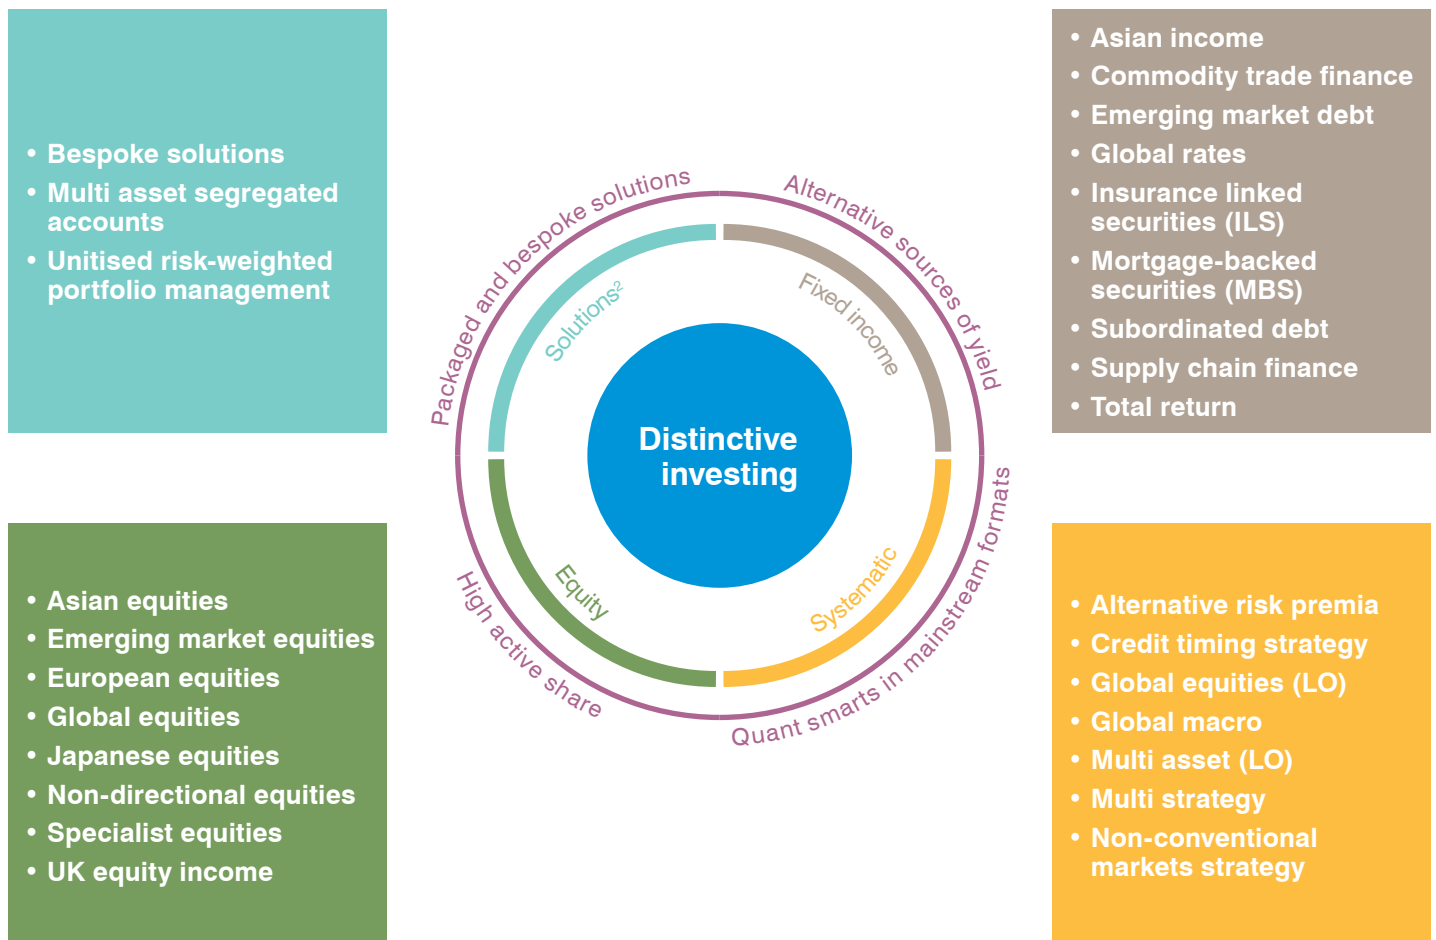 • Bespoke solutions
• Multi asset segregated
accounts
• Unitised risk-weighted
portfolio management
Packaged and bespoke solutions
Solutions²
Alternative sources of yield
Fixed income
• Asian income
• Commodity trade finance
• Emerging market debt
• Global rates
• Insurance linked
securities (ILS)
• Mortgage-backed
securities (MBS)
• Subordinated debt
• Supply chain finance
• Total return
Distinctive
investing
• Asian equities
• Emerging market equities
• European equities
• Global equities
• Japanese equities
• Non-directional equities
• Specialist equities
• UK equity income
High active share
Equity
Systematic
Quant smarts in mainstream formats
• Alternative risk premia
• Credit timing strategy
• Global equities (LO)
• Global macro
• Multi asset (LO)
• Multi strategy
• Non-conventional
markets strategy